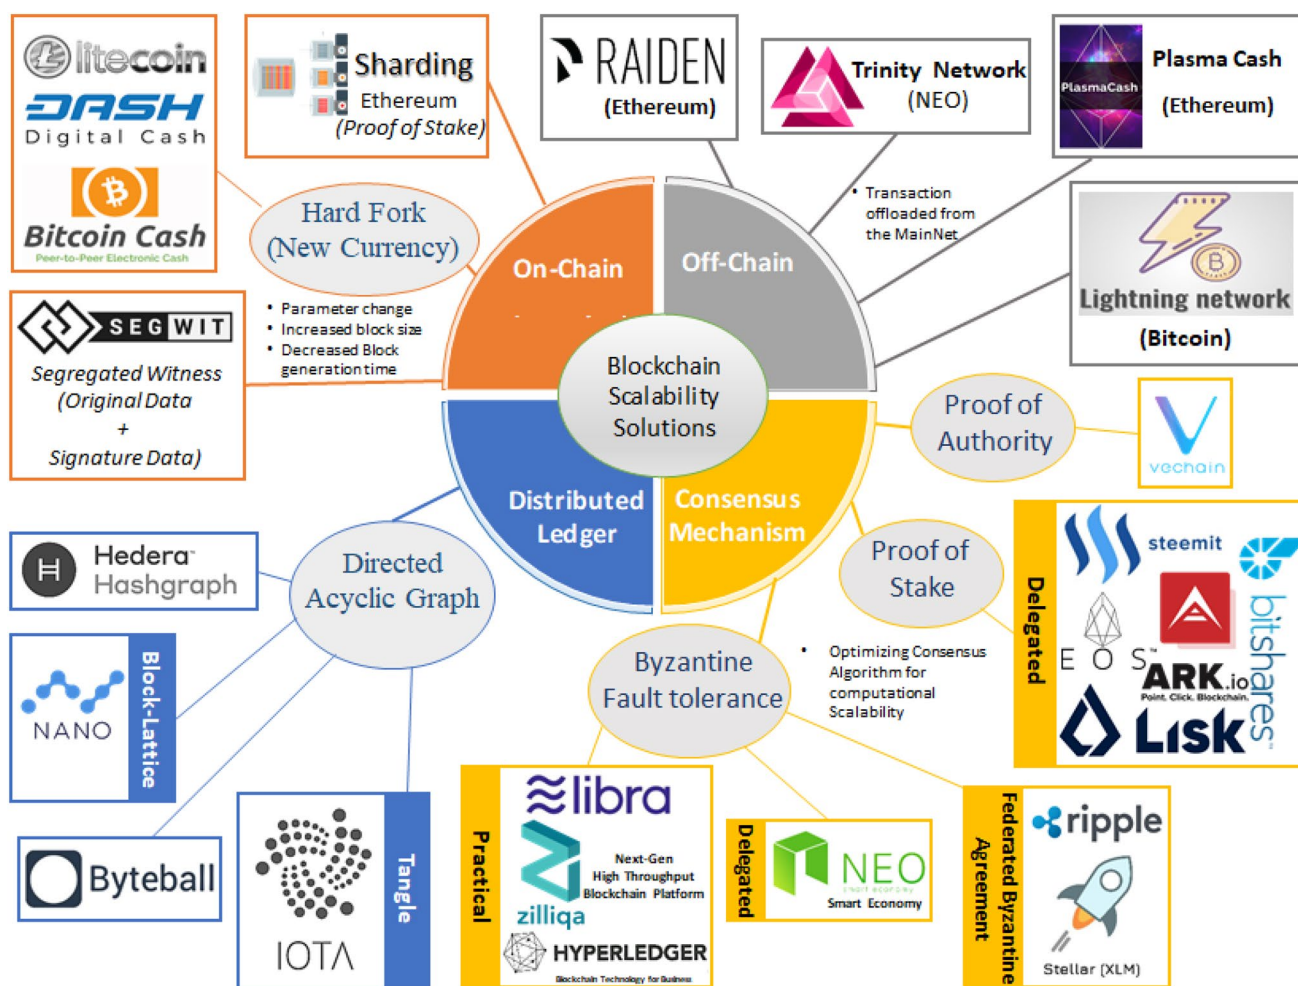 litecoin
DASH
Digital Cash
Bitcoin Cash
Peer-to-Peer Electronic Cash
Sharding
Ethereum
(Proof of Stake)
RAIDEN
(Ethereum)
Trinity Network
(NEO)
PlasmaCash
Plasma Cash
(Ethereum)
Hard Fork
(New Currency)
• Parameter change
• Increased block size
• Decreased Block
generation time
• Transaction
offloaded from
the MainNet
Lightning network
(Bitcoin)
SEGWIT
Segregated Witness
(Original Data
+
Signature Data)
On-Chain
Off-Chain
Blockchain
Scalability
Solutions
Distributed
Ledger
Consensus
Mechanism
Proof of
Authority
vechain
Proof of
Stake
Delegated
steemit
bitshares™
EOS™
ARK.io
Point. Click. Blockchain.
LISK
Directed
Acyclic Graph
Hedera™
Hashgraph
NANO
Block-Lattice
Byteball
IOTA
Tangle
Byzantine
Fault tolerance
• Optimizing Consensus
Algorithm for
computational
Scalability
Practical
libra
zilliqa
Next-Gen
High Throughput
Blockchain Platform
HYPERLEDGER
Blockchain Technology for Business
Delegated
NEO
smart economy
Smart Economy
Federated Byzantine
Agreement
ripple
Stellar (XLM)